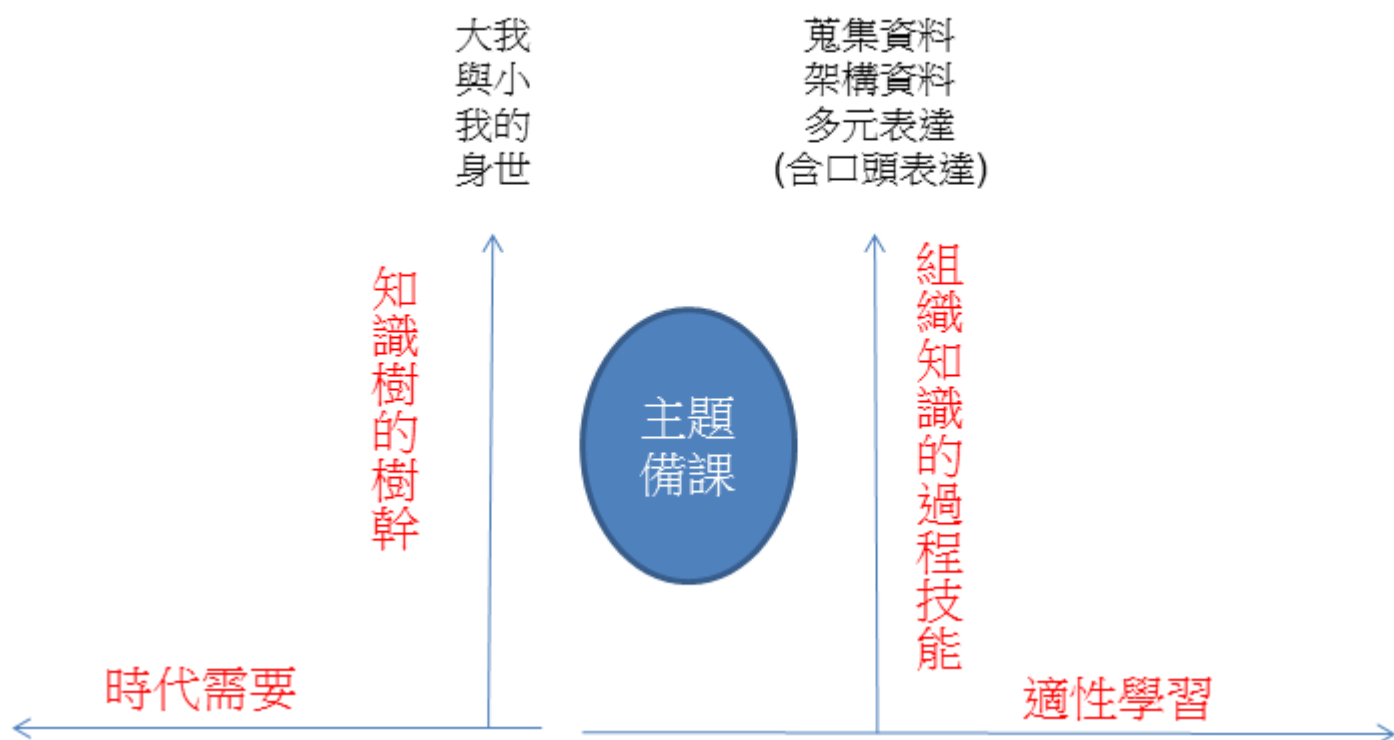 大我
與小
我的
身世
蒐集資料
架構資料
多元表達
(含口頭表達)
知識樹的樹幹
主題
備課
組織知識的過程技能
時代需要
適性學習